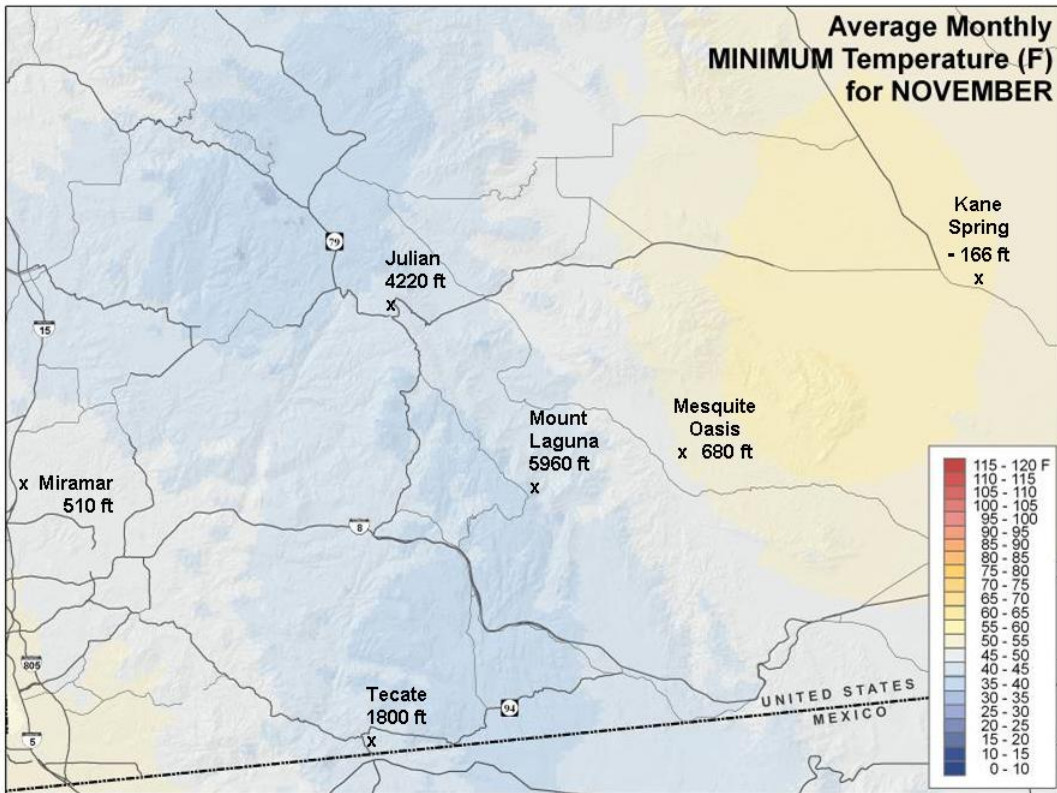 Average Monthly
MINIMUM Temperature (F)
for NOVEMBER
Kane
Spring
- 166 ft
x
79
Julian
4220 ft
x
15
Mount
Laguna
5960 ft
x
Mesquite
Oasis
x 680 ft
x Miramar
510 ft
8
805
5
Tecate
1800 ft
x
94
UNITED STATES
MEXICO
115 - 120 F
110 - 115
105 - 110
100 - 105
95 - 100
90 - 95
85 - 90
80 - 85
75 - 80
70 - 75
65 - 70
60 - 65
55 - 60
50 - 55
45 - 50
40 - 45
35 - 40
30 - 35
25 - 30
20 - 25
15 - 20
10 - 15
0 - 10